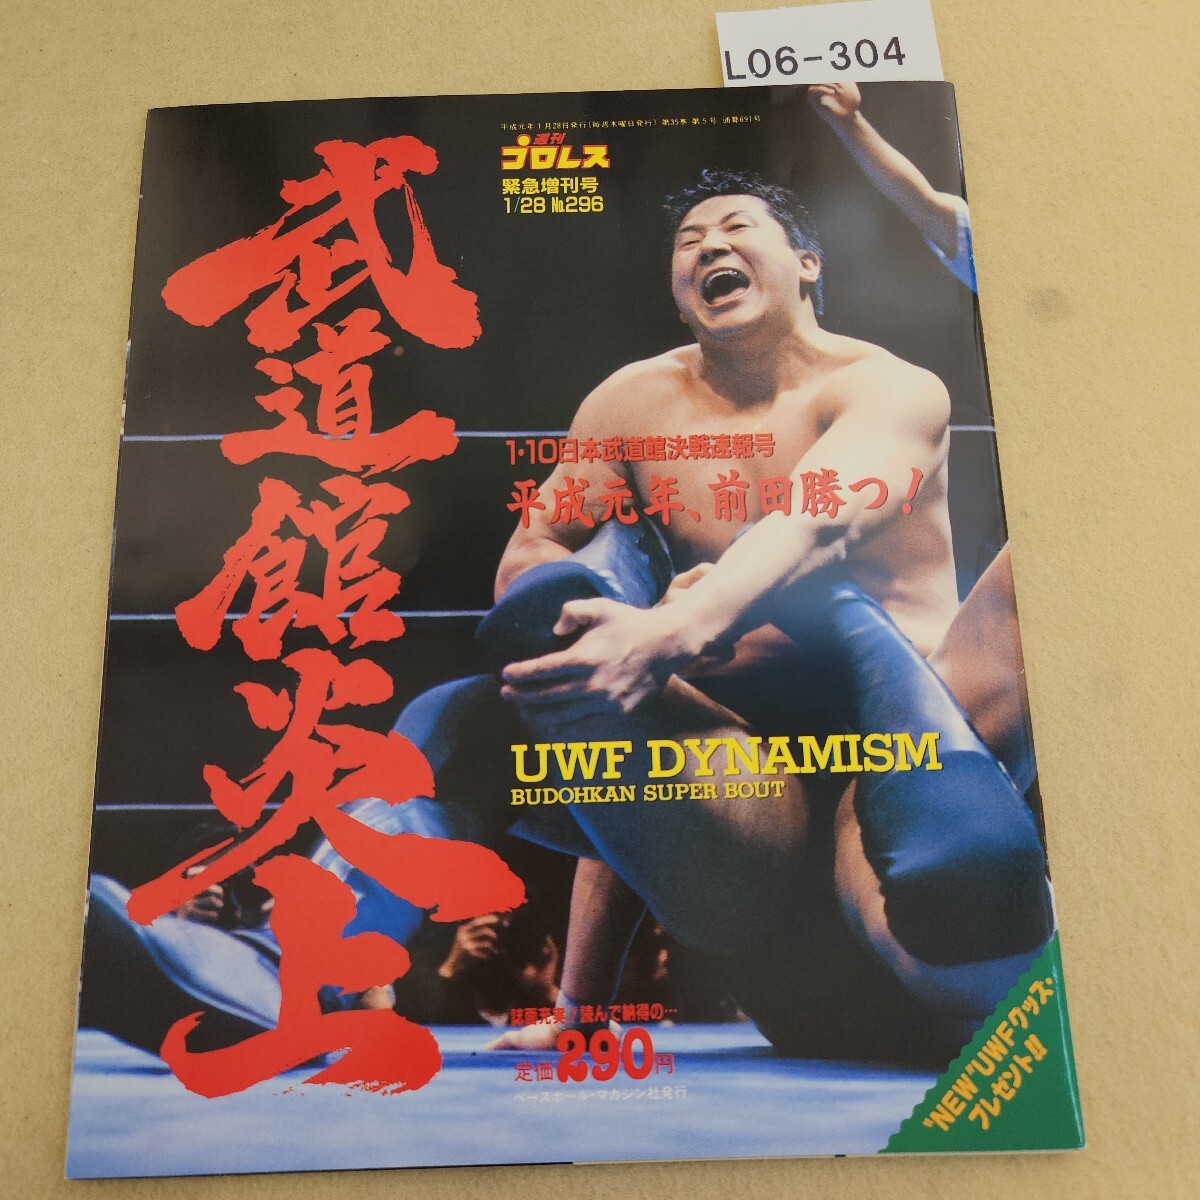 L06-304
平成元年1月28日発行(毎週木曜日発行) 第35巻 第5号 通巻691号
週刊
プロレス
緊急増刊号
1/28 №296
武道館炎上
1・10日本武道館決戦速報号
平成元年、前田勝つ!
UWF DYNAMISM
BUDOHKAN SUPER BOUT
誌面充実!読んで納得の…
定価290円
ベースボール・マガジン社発行
"NEW"UWFグッズ・
プレゼント!!